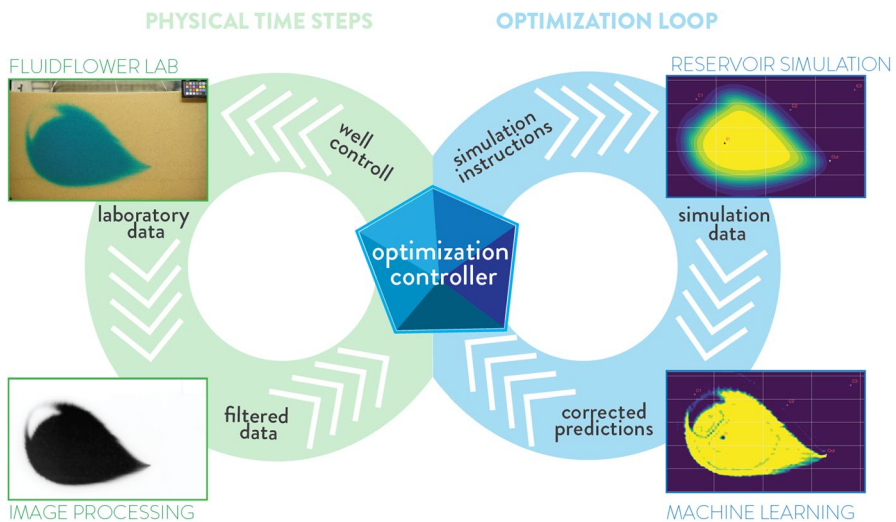 PHYSICAL TIME STEPS
OPTIMIZATION LOOP
FLUIDFLOWER LAB
RESERVOIR SIMULATION
well
controll
simulation
instructions
laboratory
data
simulation
data
optimization
controller
filtered
data
corrected
predictions
IMAGE PROCESSING
MACHINE LEARNING